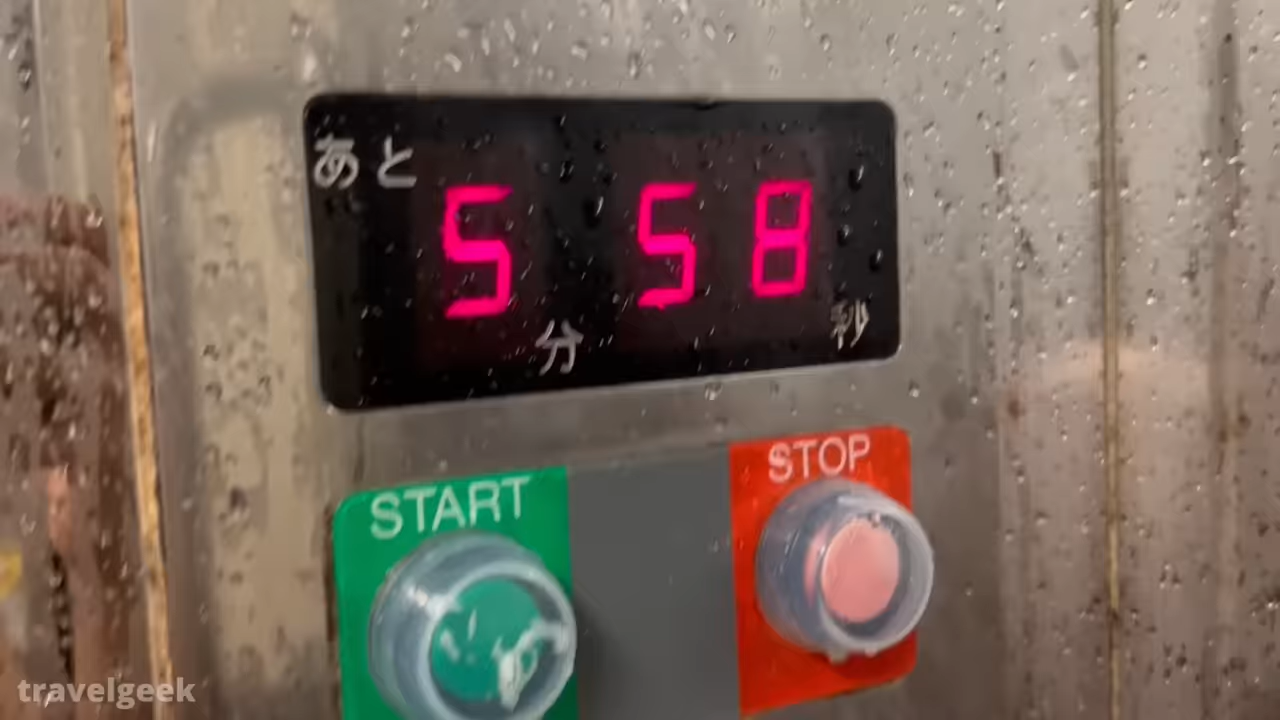 あと
5 分 58 秒
START
STOP
travelgeek